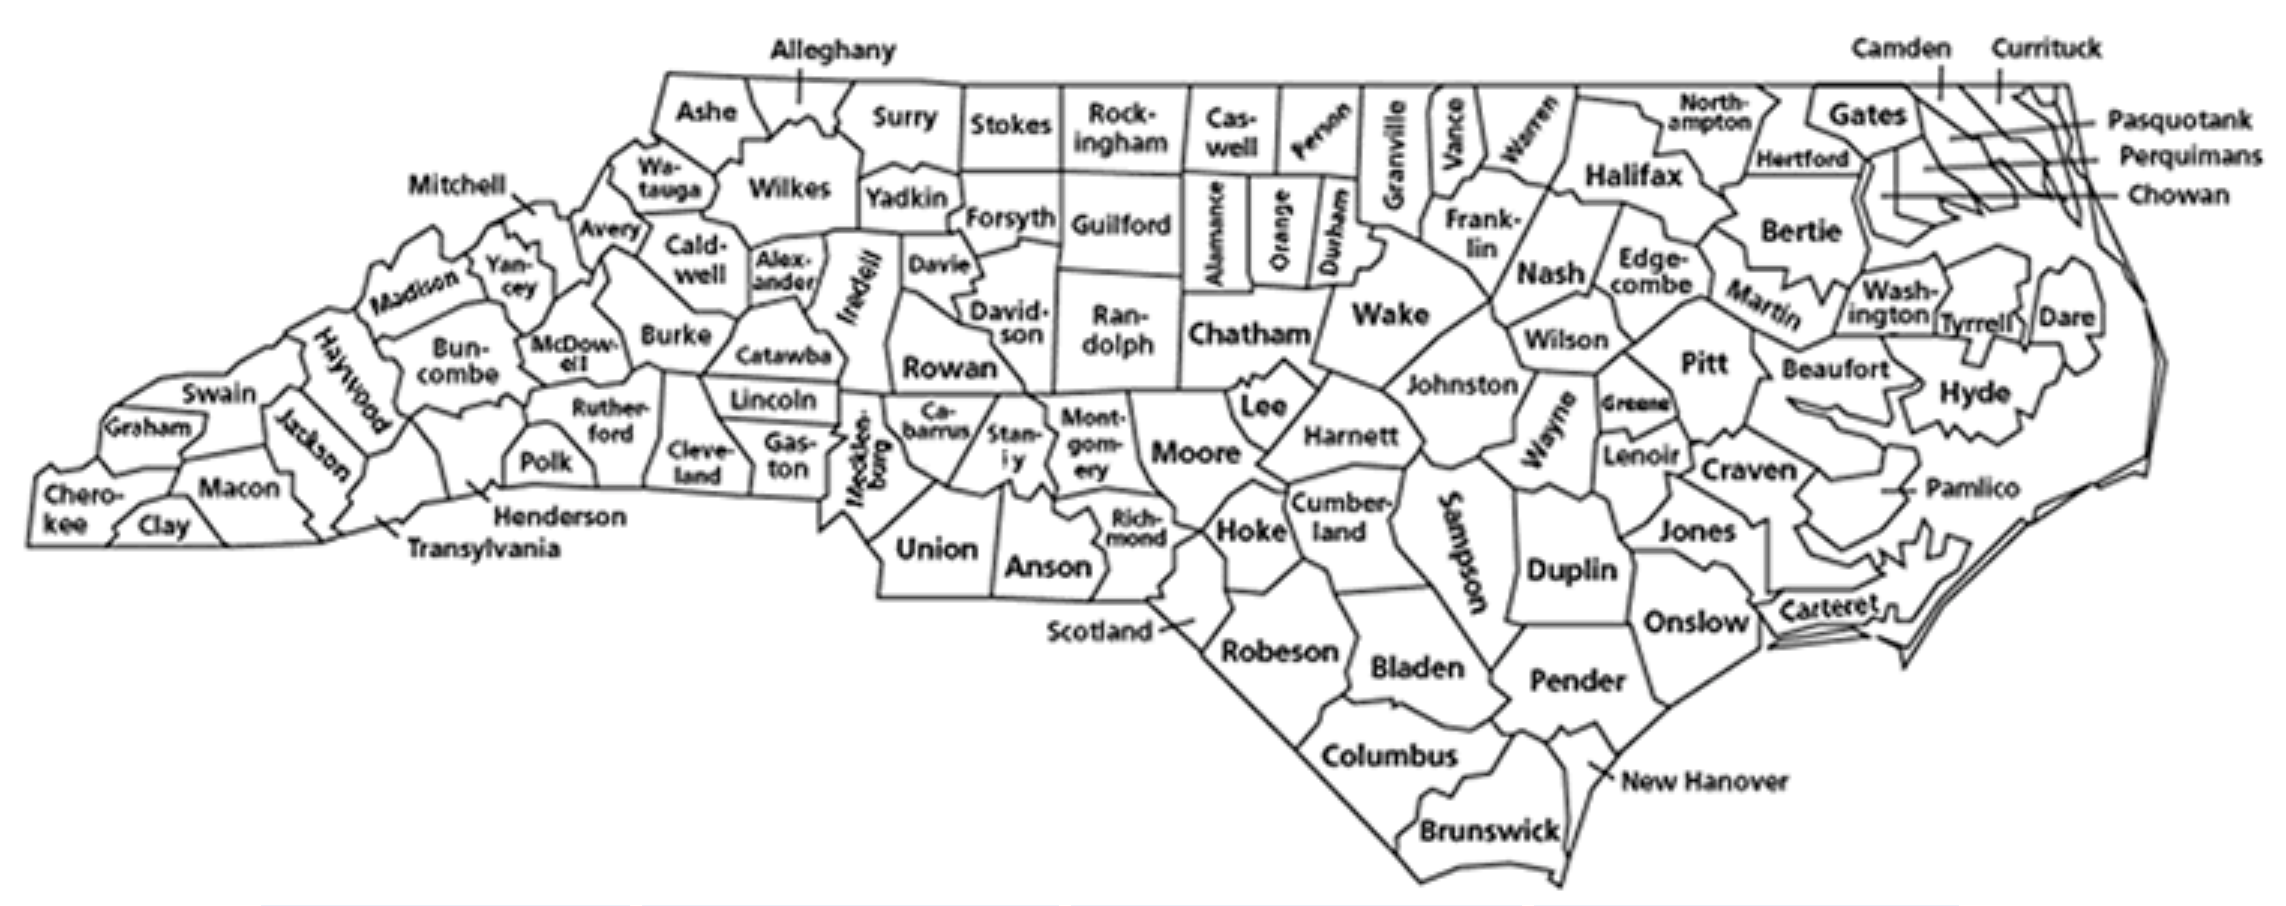 Alleghany
Camden
Currituck
Ashe
Surry
Stokes
Rock-
ingham
Cas-
well
Person
Granville
Vance
Warren
North-
ampton
Gates
Pasquotank
Perquimans
Chowan
Hertford
Halifax
Mitchell
Wa-
tauga
Wilkes
Yadkin
Forsyth
Guilford
Alamance
Orange
Durham
Frank-
lin
Nash
Edge-
combe
Bertie
Martin
Wash-
ington
Tyrrell
Dare
Avery
Cald-
well
Alex-
ander
Iredell
Davie
David-
son
Ran-
dolph
Chatham
Wake
Wilson
Pitt
Beaufort
Hyde
Madison
Yan-
cey
McDow-
ell
Burke
Catawba
Rowan
Johnston
Greene
Wayne
Haywood
Bun-
combe
Swain
Graham
Jackson
Ruther-
ford
Polk
Cleve-
land
Lincoln
Gas-
ton
Mecklen-
burg
Ca-
barrus
Stan-
ly
Mont-
gom-
ery
Moore
Lee
Harnett
Lenoir
Craven
Pamlico
Chero-
kee
Clay
Macon
Henderson
Transylvania
Union
Anson
Rich-
mond
Hoke
Cumber-
land
Sampson
Duplin
Jones
Onslow
Carteret
Scotland
Robeson
Bladen
Pender
Columbus
New Hanover
Brunswick